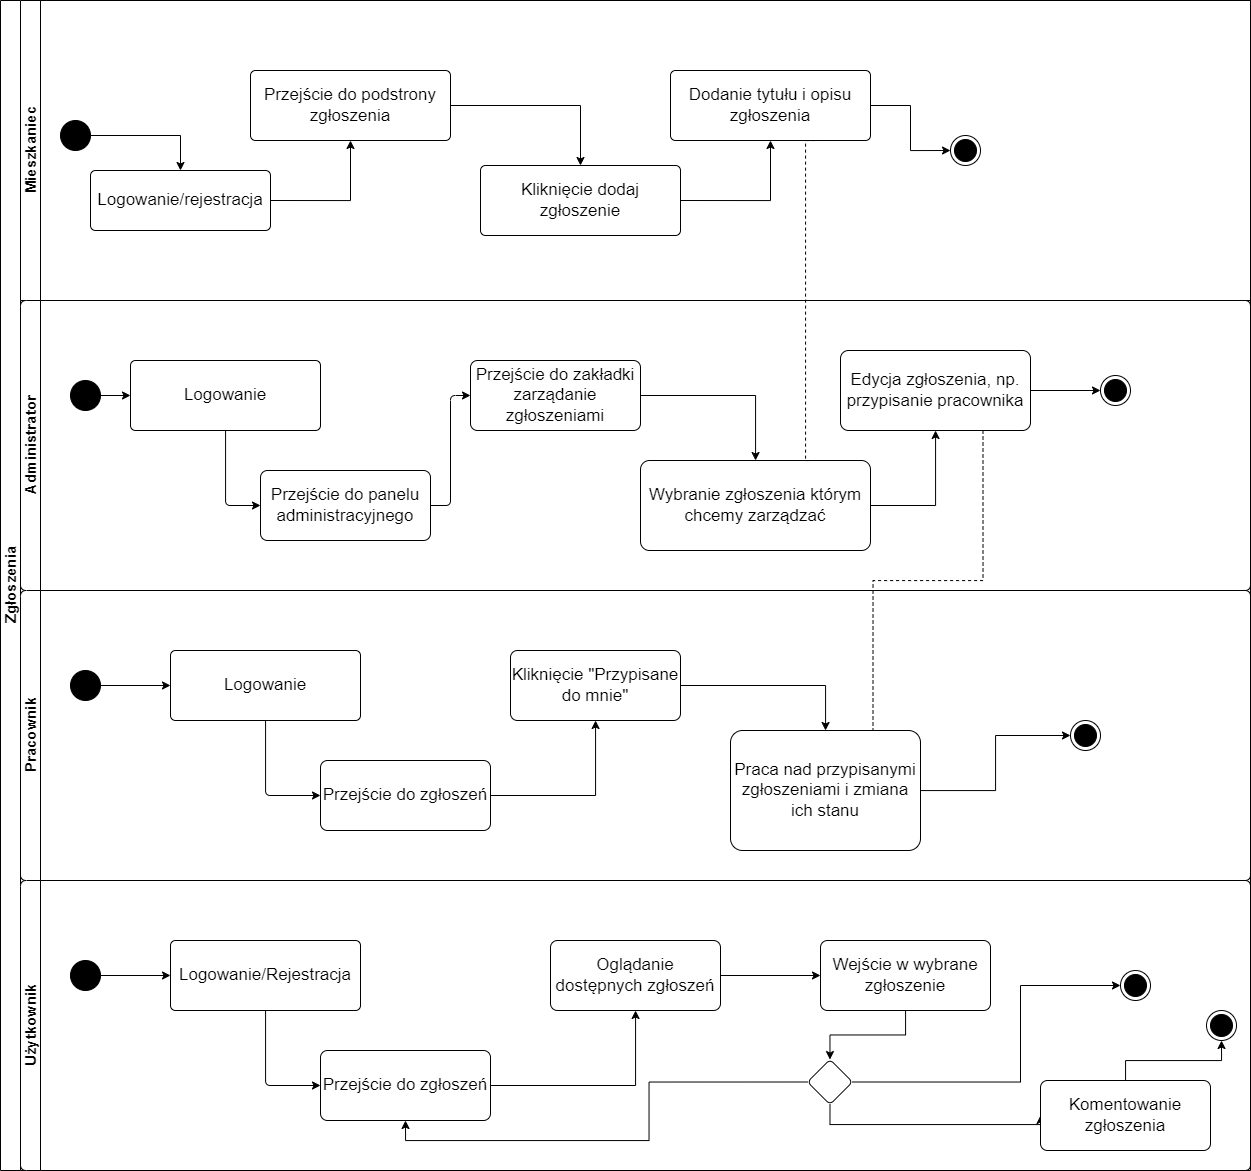 Zgłoszenia
Mieszkaniec
Przejście do podstrony
zgłoszenia
Dodanie tytułu i opisu
zgłoszenia
Logowanie/rejestracja
Kliknięcie dodaj
zgłoszenie
Administrator
Logowanie
Przejście do zakładki
zarządanie
zgłoszeniami
Edycja zgłoszenia, np.
przypisanie pracownika
Przejście do panelu
administracyjnego
Wybranie zgłoszenia którym
chcemy zarządzać
Pracownik
Logowanie
Kliknięcie "Przypisane
do mnie"
Przejście do zgłoszeń
Praca nad przypisanymi
zgłoszeniami i zmiana
ich stanu
Użytkownik
Logowanie/Rejestracja
Oglądanie
dostępnych zgłoszeń
Wejście w wybrane
zgłoszenie
Przejście do zgłoszeń
Komentowanie
zgłoszenia